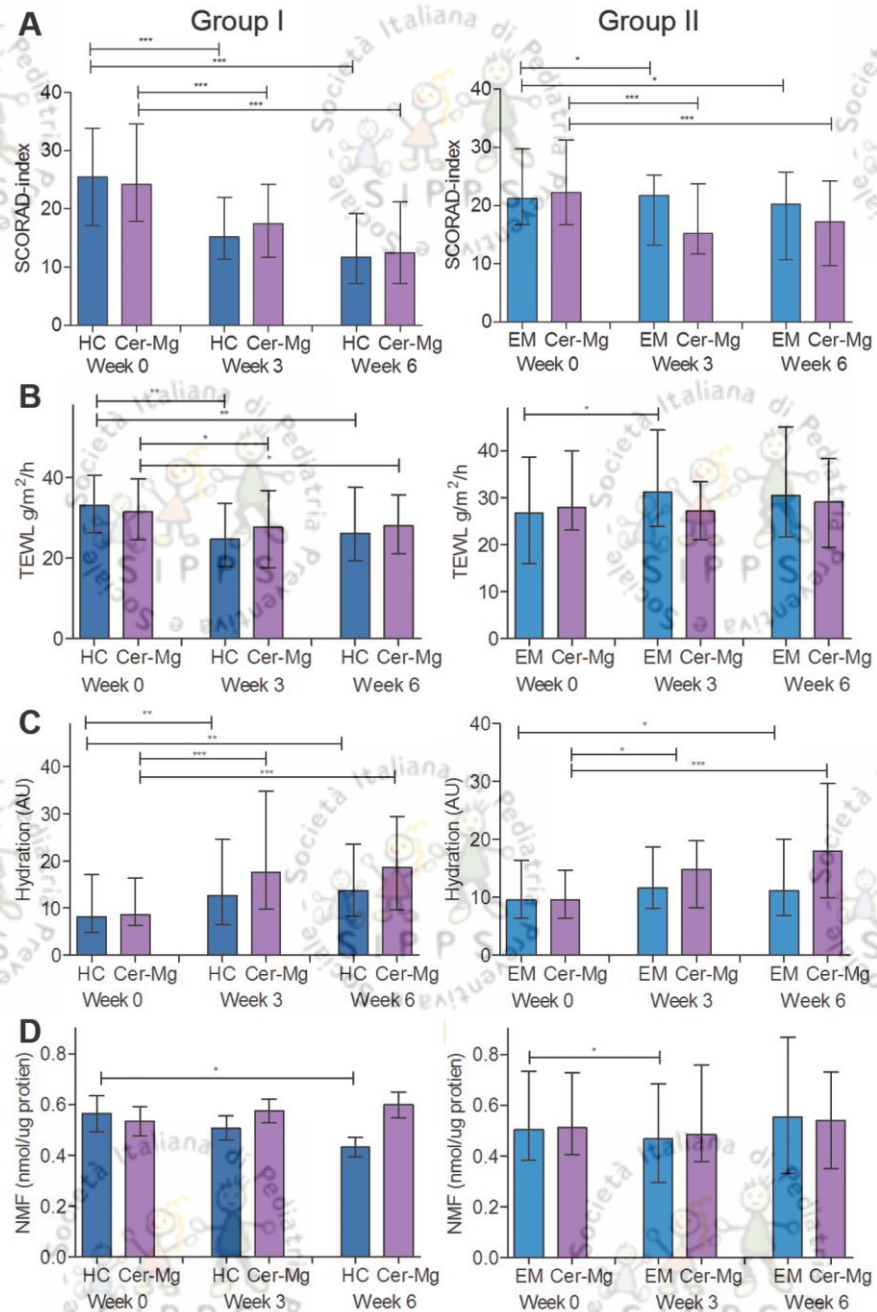 A
Group I
Group II
***
***
***
***
*
*
***
***
SCORAD-index
40
30
20
10
0
HC Cer-Mg HC Cer-Mg HC Cer-Mg
Week 0 Week 3 Week 6
SCORAD-index
40
30
20
10
0
EM Cer-Mg EM Cer-Mg EM Cer-Mg
Week 0 Week 3 Week 6
B
**
**
*
*
*
TEWL g/m²/h
60
40
20
0
HC Cer-Mg HC Cer-Mg HC Cer-Mg
Week 0 Week 3 Week 6
TEWL g/m²/h
50
40
30
20
10
0
EM Cer-Mg EM Cer-Mg EM Cer-Mg
Week 0 Week 3 Week 6
C
**
**
***
***
*
*
***
Hydration (AU)
40
30
20
10
0
HC Cer-Mg HC Cer-Mg HC Cer-Mg
Week 0 Week 3 Week 6
Hydration (AU)
40
30
20
10
0
EM Cer-Mg EM Cer-Mg EM Cer-Mg
Week 0 Week 3 Week 6
D
*
*
NMF (nmol/ug protien)
0.8
0.6
0.4
0.2
0.0
HC Cer-Mg HC Cer-Mg HC Cer-Mg
Week 0 Week 3 Week 6
NMF (nmol/ug protien)
0.8
0.6
0.4
0.2
0.0
EM Cer-Mg EM Cer-Mg EM Cer-Mg
Week 0 Week 3 Week 6
Società Italiana di Pediatria Preventiva e Sociale
SIPPS